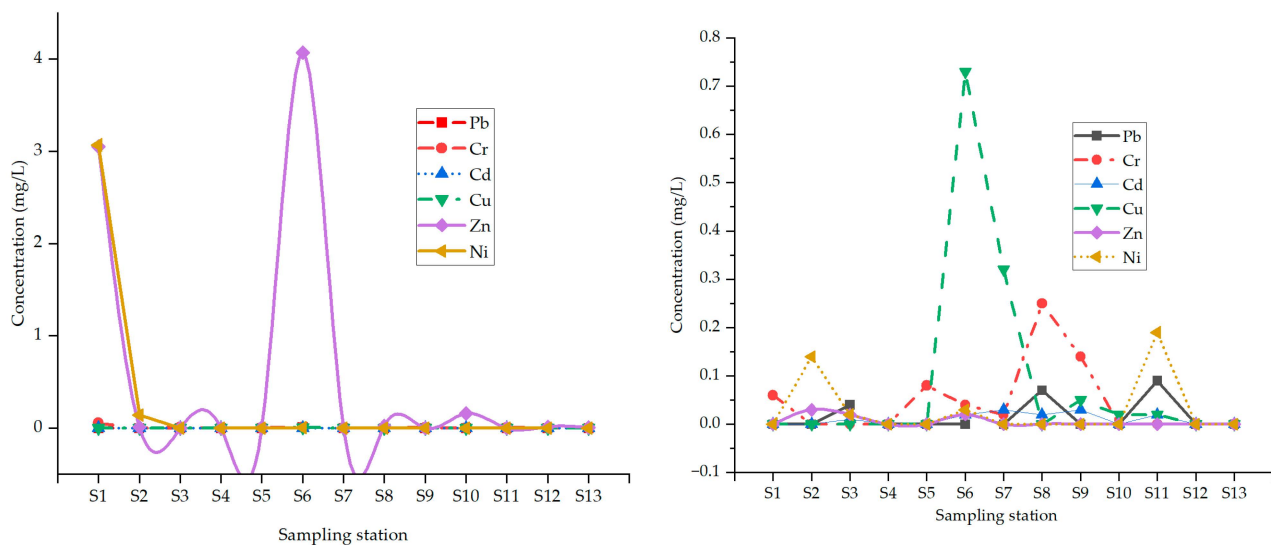 Concentration (mg/L)
4
3
2
1
0
Pb
Cr
Cd
Cu
Zn
Ni
S1 S2 S3 S4 S5 S6 S7 S8 S9 S10 S11 S12 S13
Sampling station
Concentration (mg/L)
0.8
0.7
0.6
0.5
0.4
0.3
0.2
0.1
0.0
−0.1
Pb
Cr
Cd
Cu
Zn
Ni
S1 S2 S3 S4 S5 S6 S7 S8 S9 S10 S11 S12 S13
Sampling station